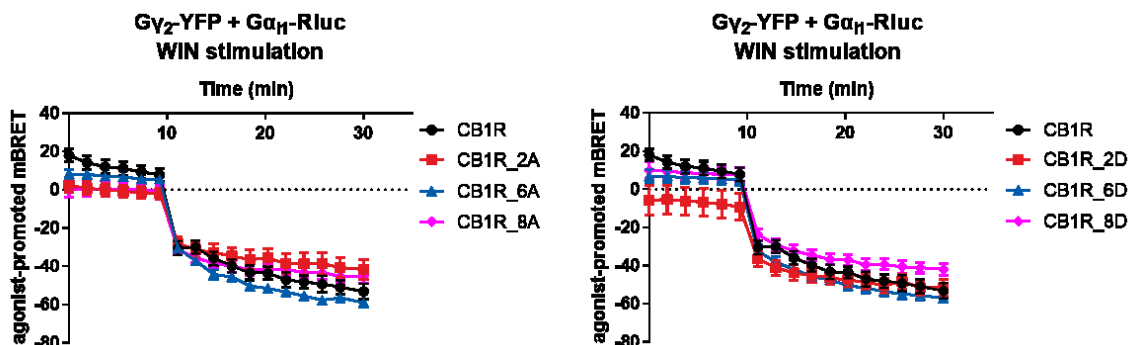 Gγ₂-YFP + Gαᵢ₁-Rluc
WIN stimulation
Time (min)
agonist-promoted mBRET
40
20
0
-20
-40
-60
-80
10
20
30
CB1R
CB1R_2A
CB1R_6A
CB1R_8A
Gγ₂-YFP + Gαᵢ₁-Rluc
WIN stimulation
Time (min)
agonist-promoted mBRET
40
20
0
-20
-40
-60
-80
10
20
30
CB1R
CB1R_2D
CB1R_6D
CB1R_8D